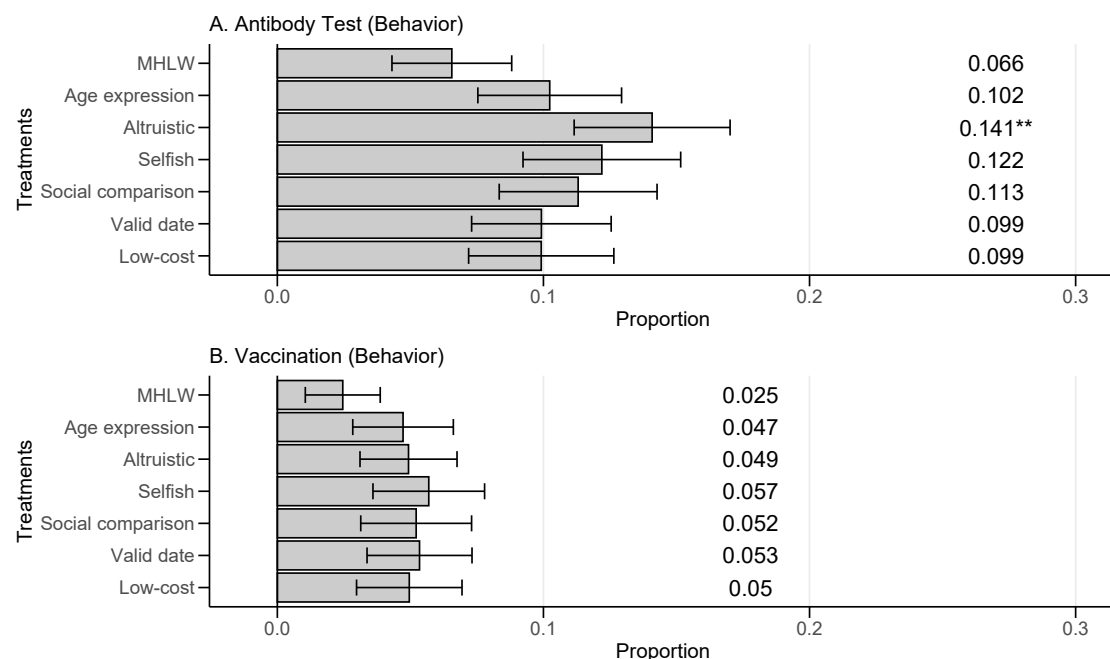 A. Antibody Test (Behavior)
Treatments
MHLW 0.066
Age expression 0.102
Altruistic 0.141**
Selfish 0.122
Social comparison 0.113
Valid date 0.099
Low-cost 0.099
0.0 0.1 0.2 0.3
Proportion
B. Vaccination (Behavior)
Treatments
MHLW 0.025
Age expression 0.047
Altruistic 0.049
Selfish 0.057
Social comparison 0.052
Valid date 0.053
Low-cost 0.05
0.0 0.1 0.2 0.3
Proportion